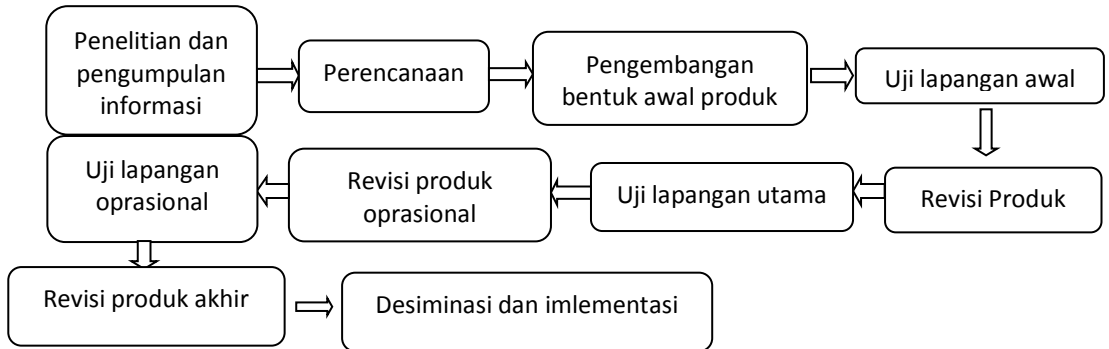 Penelitian dan
pengumpulan
informasi
Perencanaan
Pengembangan
bentuk awal produk
Uji lapangan awal
Revisi Produk
Uji lapangan utama
Revisi produk
oprasional
Uji lapangan
oprasional
Revisi produk akhir
Desiminasi dan imlementasi